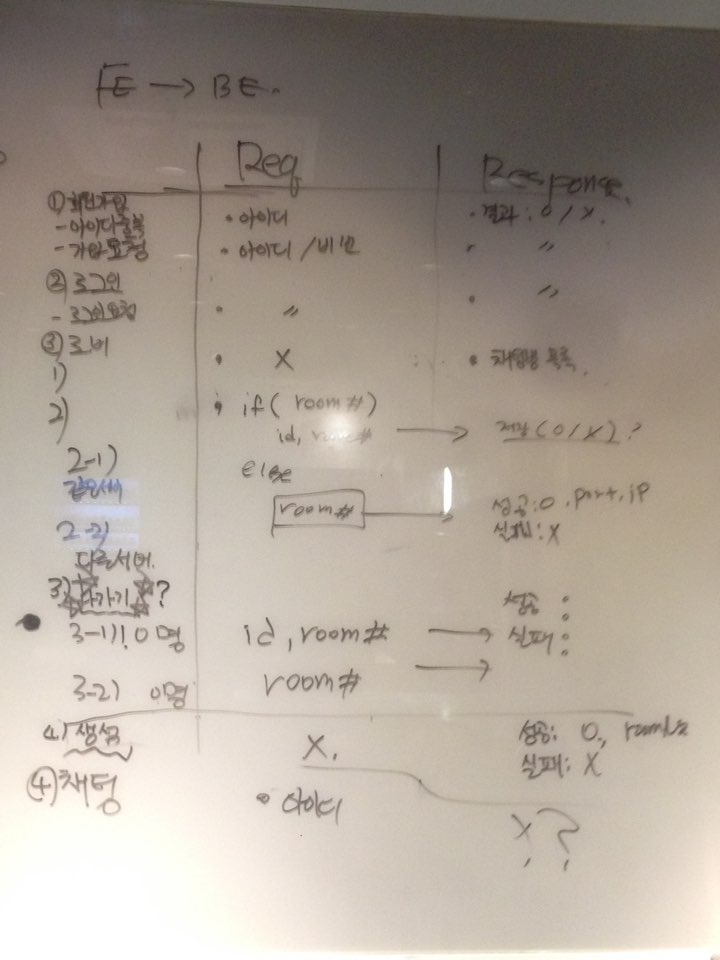 FE → BE.
Req
Response.
① 회원가입
- 아이디중복 • 아이디 • 결과 : O / X.
- 가입요청 • 아이디 / 비번 • 〃
② 로그인
- 로그인요청 • 〃 • 〃
③ 로비
1) • X • 채팅방 목록
2) • if ( room#)
id, room# → 저장 (O/X) ?
2-1) else
같은서버
room# → 성공: O, port, ip
실패: X
2-2)
다른서버.
3) 나가기 ?
성공 :
3-1) !0명 id, room# → 실패 :
3-2) 0명 room# →
4) 생성 X. 성공: O,
실패: X
④ 채팅 • 아이디 X ?